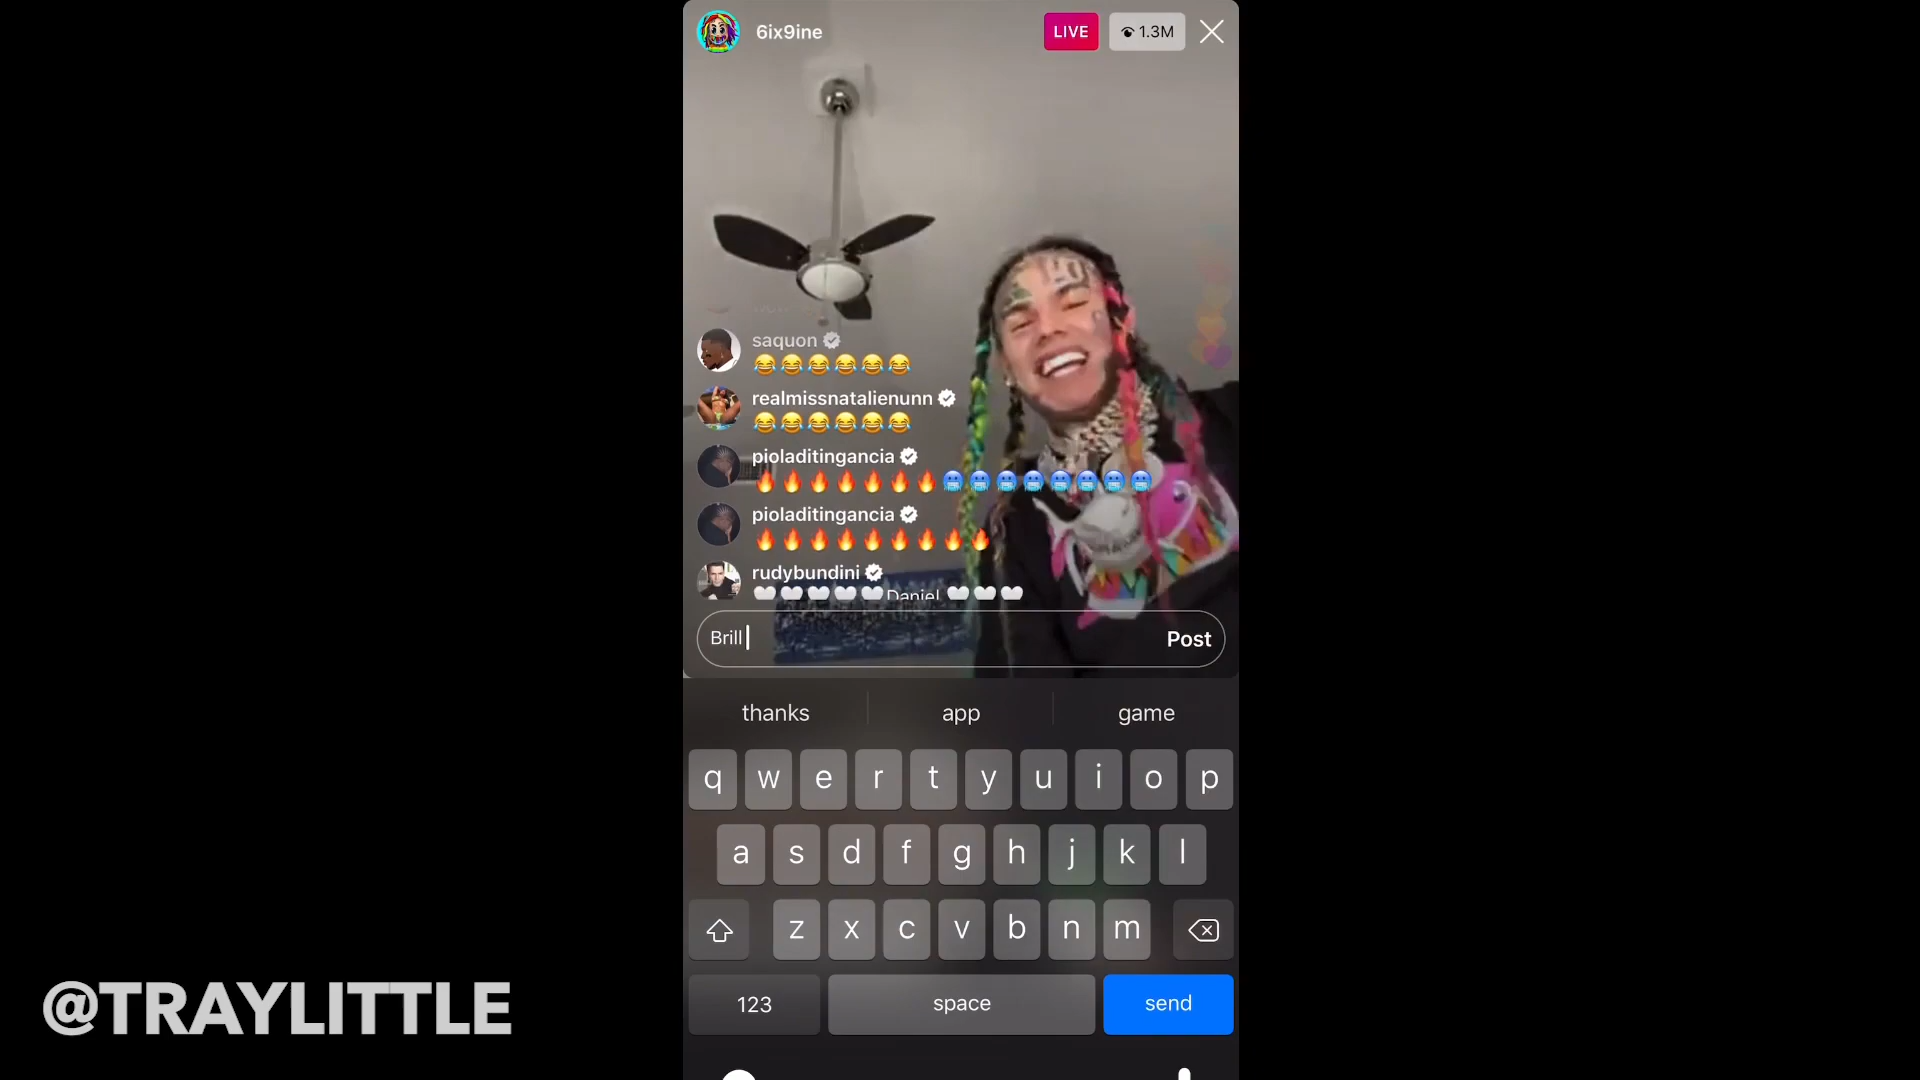 6ix9ine
LIVE
1.3M
saquon
😂😂😂😂😂😂
realmissnatalienunn
😂😂😂😂😂😂
pioladitingancia
🔥🔥🔥🔥🔥🔥🔥🥶🥶🥶🥶🥶🥶🥶🥶
pioladitingancia
🔥🔥🔥🔥🔥🔥🔥🔥🔥
rudybundini
🤍🤍🤍🤍🤍Daniel 🤍🤍🤍
Brill
Post
thanks app game
q w e r t y u i o p
a s d f g h j k l
z x c v b n m
123 space send
@TRAYLITTLE